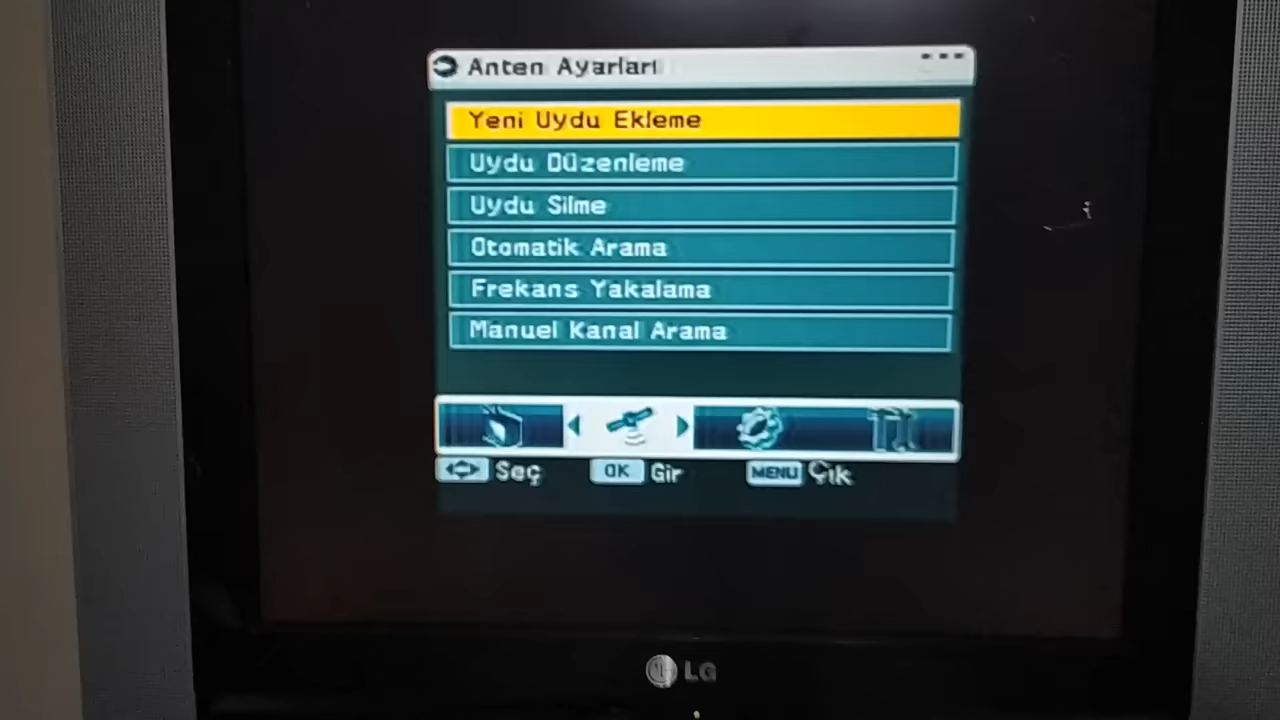 Anten Ayarları
Yeni Uydu Ekleme
Uydu Düzenleme
Uydu Silme
Otomatik Arama
Frekans Yakalama
Manuel Kanal Arama
Seç OK Gir MENU Çık
LG